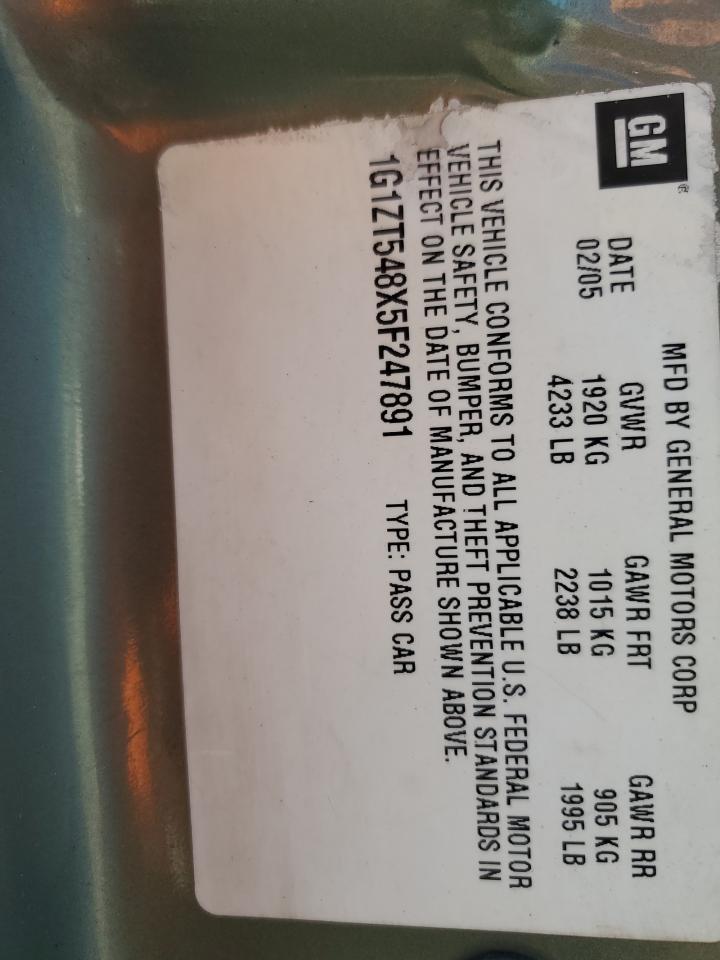 GM®
MFD BY GENERAL MOTORS CORP
DATE GVWR GAWR FRT GAWR RR
02/05 1920 KG 1015 KG 905 KG
4233 LB 2238 LB 1995 LB
THIS VEHICLE CONFORMS TO ALL APPLICABLE U.S. FEDERAL MOTOR
VEHICLE SAFETY, BUMPER, AND THEFT PREVENTION STANDARDS IN
EFFECT ON THE DATE OF MANUFACTURE SHOWN ABOVE.
1G1ZT548X5F247891 TYPE: PASS CAR